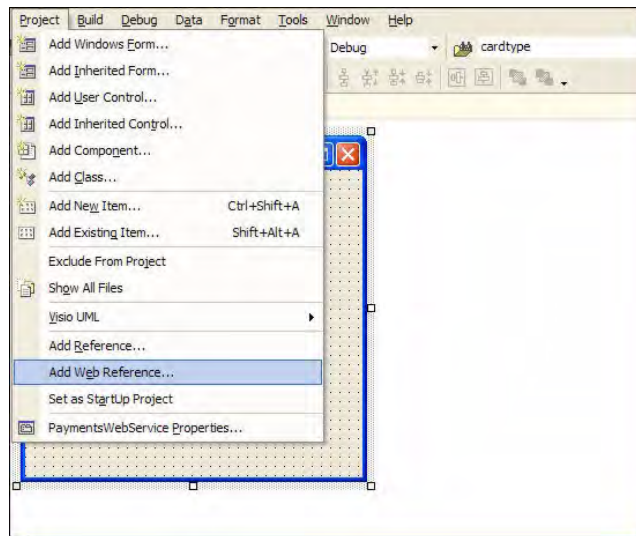 Project Build Debug Data Format Tools Window Help
Add Windows Form...
Debug cardtype
Add Inherited Form...
Add User Control...
Add Inherited Control...
Add Component...
Add Class...
Add New Item... Ctrl+Shift+A
Add Existing Item... Shift+Alt+A
Exclude From Project
Show All Files
Visio UML
Add Reference...
Add Web Reference...
Set as StartUp Project
PaymentsWebService Properties...